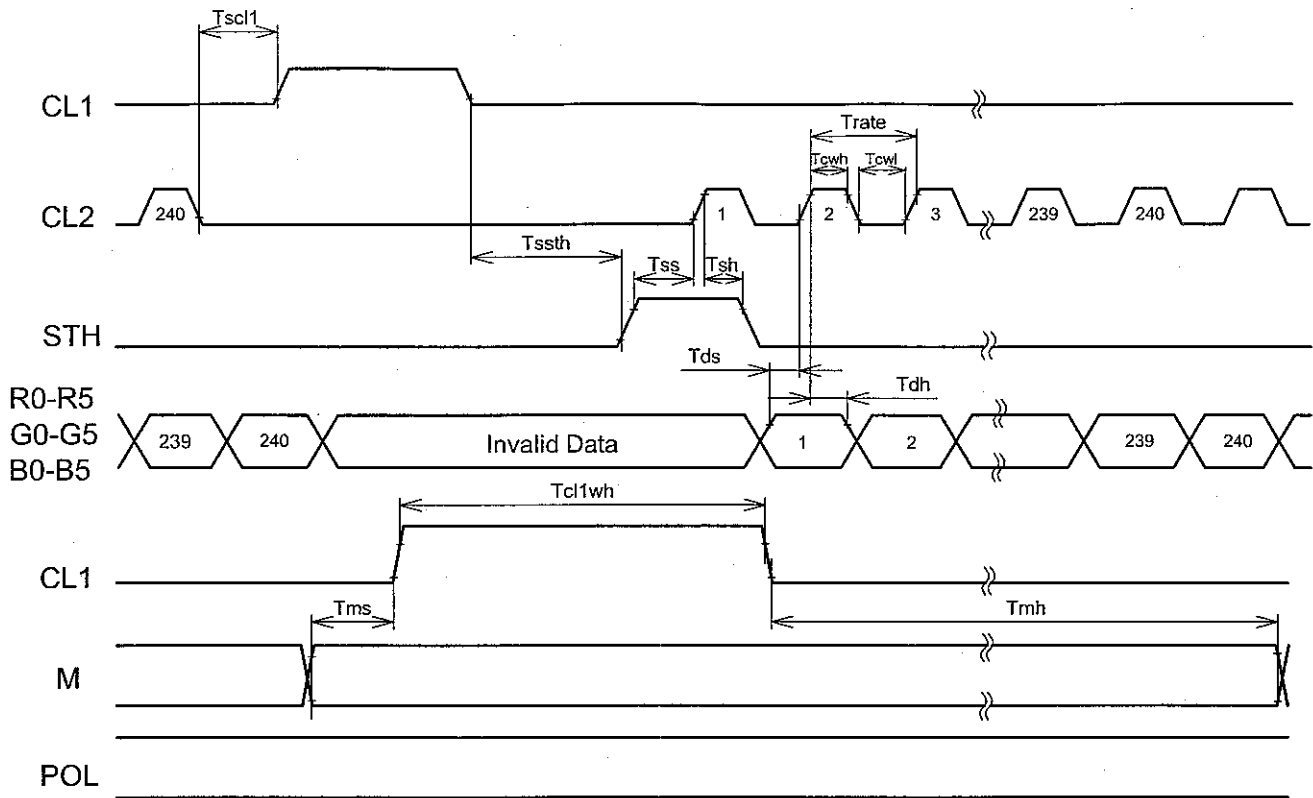 Tscl1
CL1
Trate
Tcwh
Tcwl
CL2
240
1
2
3
239
240
Tssth
Tss
Tsh
STH
Tds
Tdh
R0-R5
G0-G5
B0-B5
239
240
Invalid Data
1
2
239
240
Tcl1wh
CL1
Tms
Tmh
M
POL